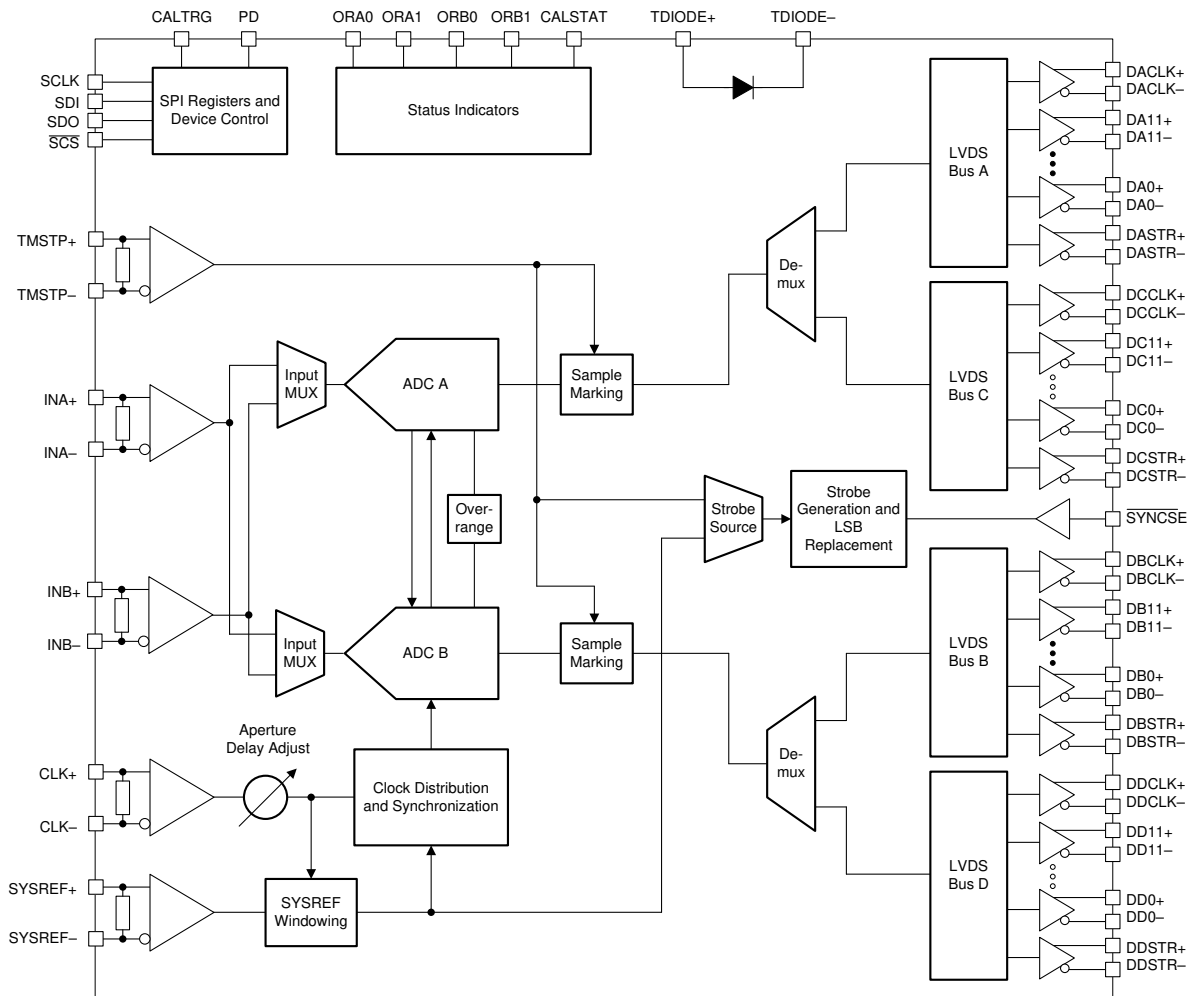 CALTRG PD ORA0 ORA1 ORB0 ORB1 CALSTAT TDIODE+ TDIODE–
SCLK
SDI
SDO
SCS
SPI Registers and
Device Control
Status Indicators
TMSTP+
TMSTP–
INA+
INA–
INB+
INB–
CLK+
CLK–
SYSREF+
SYSREF–
Input
MUX
ADC A
Over-
range
Input
MUX
ADC B
Aperture
Delay Adjust
Clock Distribution
and Synchronization
SYSREF
Windowing
Sample
Marking
Sample
Marking
Strobe
Source
Strobe
Generation and
LSB
Replacement
De-
mux
De-
mux
LVDS
Bus A
LVDS
Bus C
LVDS
Bus B
LVDS
Bus D
DACLK+
DACLK–
DA11+
DA11–
DA0+
DA0–
DASTR+
DASTR–
DCCLK+
DCCLK–
DC11+
DC11–
DC0+
DC0–
DCSTR+
DCSTR–
SYNCSE
DBCLK+
DBCLK–
DB11+
DB11–
DB0+
DB0–
DBSTR+
DBSTR–
DDCLK+
DDCLK–
DD11+
DD11–
DD0+
DD0–
DDSTR+
DDSTR–